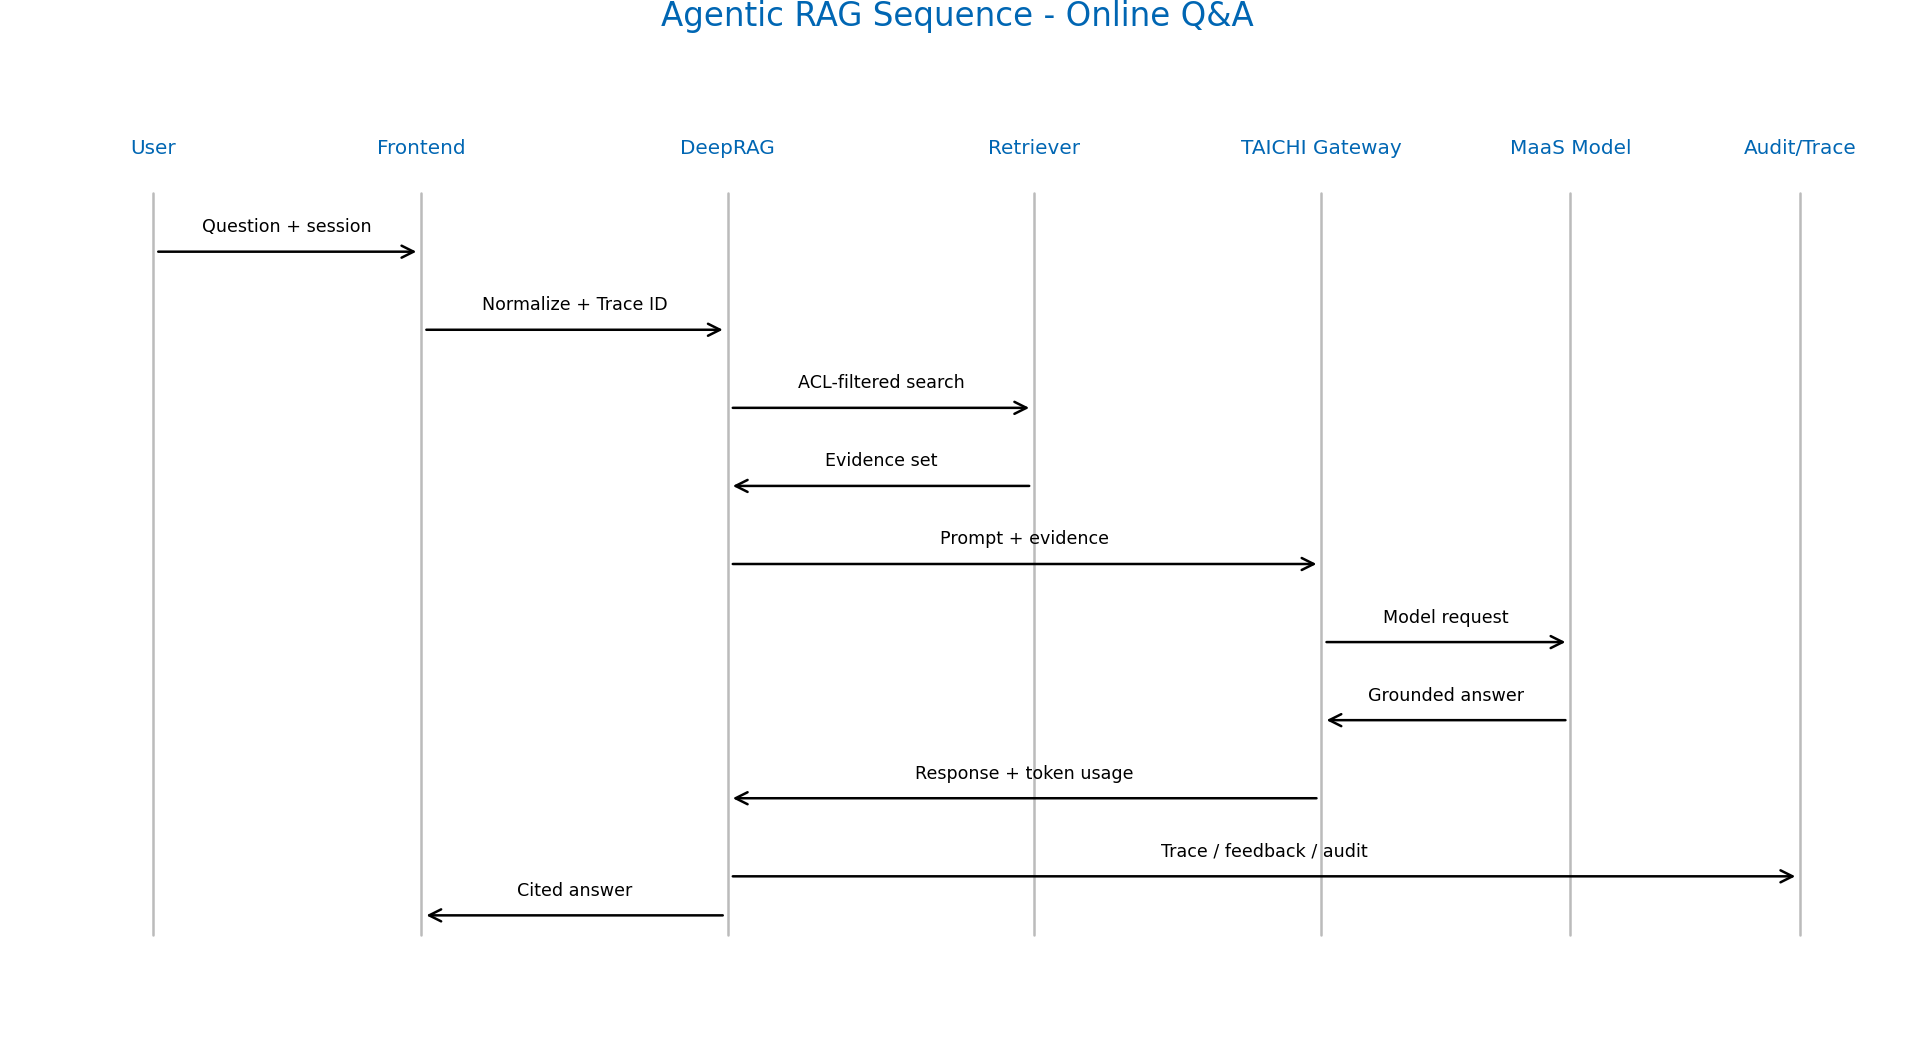 Agentic RAG Sequence - Online Q&A
User
Frontend
DeepRAG
Retriever
TAICHI Gateway
MaaS Model
Audit/Trace
Question + session
Normalize + Trace ID
ACL-filtered search
Evidence set
Prompt + evidence
Model request
Grounded answer
Response + token usage
Trace / feedback / audit
Cited answer